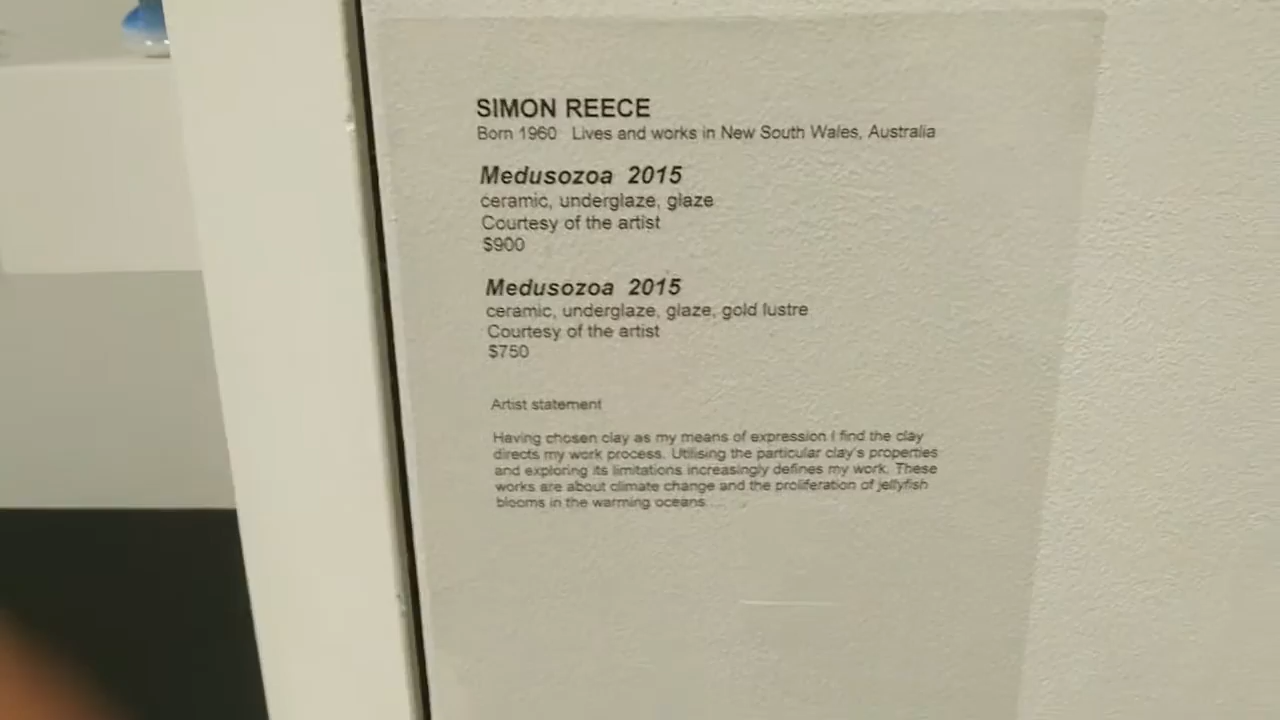 SIMON REECE
Born 1960  Lives and works in New South Wales, Australia
Medusozoa 2015
ceramic, underglaze, glaze
Courtesy of the artist
$900
Medusozoa 2015
ceramic, underglaze, glaze, gold lustre
Courtesy of the artist
$750
Artist statement
Having chosen clay as my means of expression I find the clay
directs my work process. Utilising the particular clay's properties
and exploring its limitations increasingly defines my work. These
works are about climate change and the proliferation of jellyfish
blooms in the warming oceans...